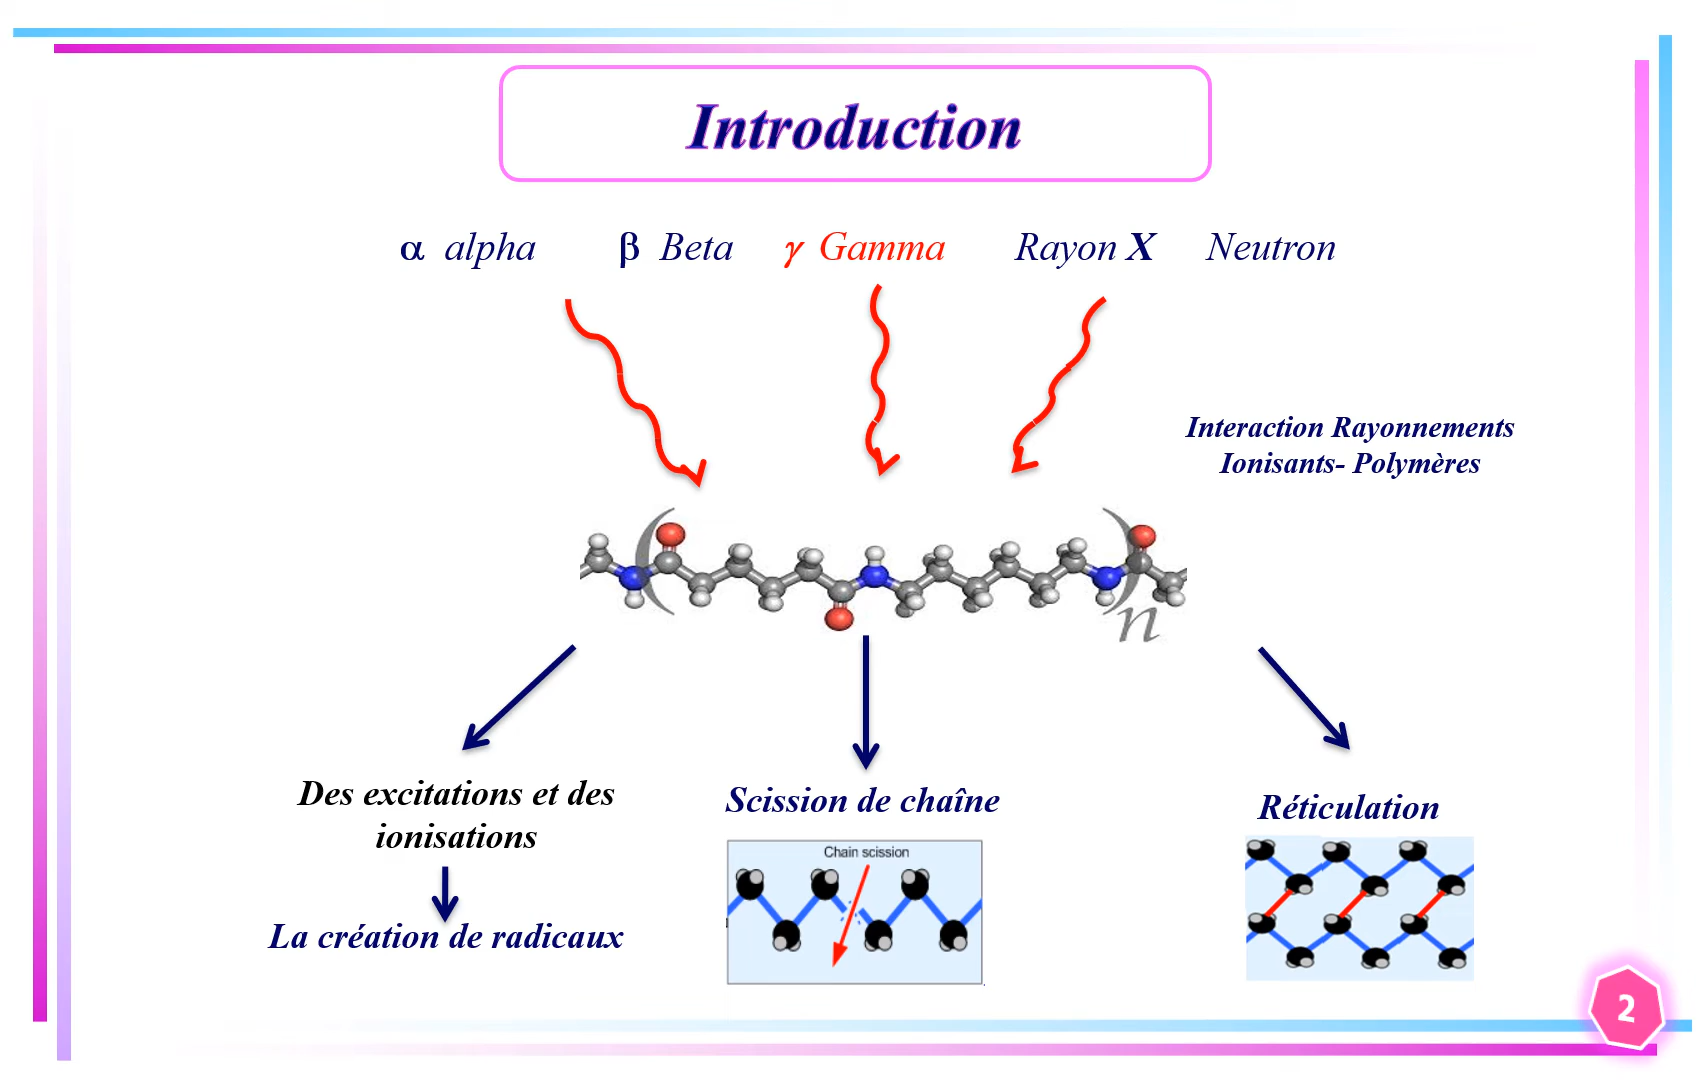 Introduction
α alpha β Beta γ Gamma Rayon X Neutron
Interaction Rayonnements
Ionisants- Polymères
n
Des excitations et des
ionisations
La création de radicaux
Scission de chaîne
Chain scission
Réticulation
2